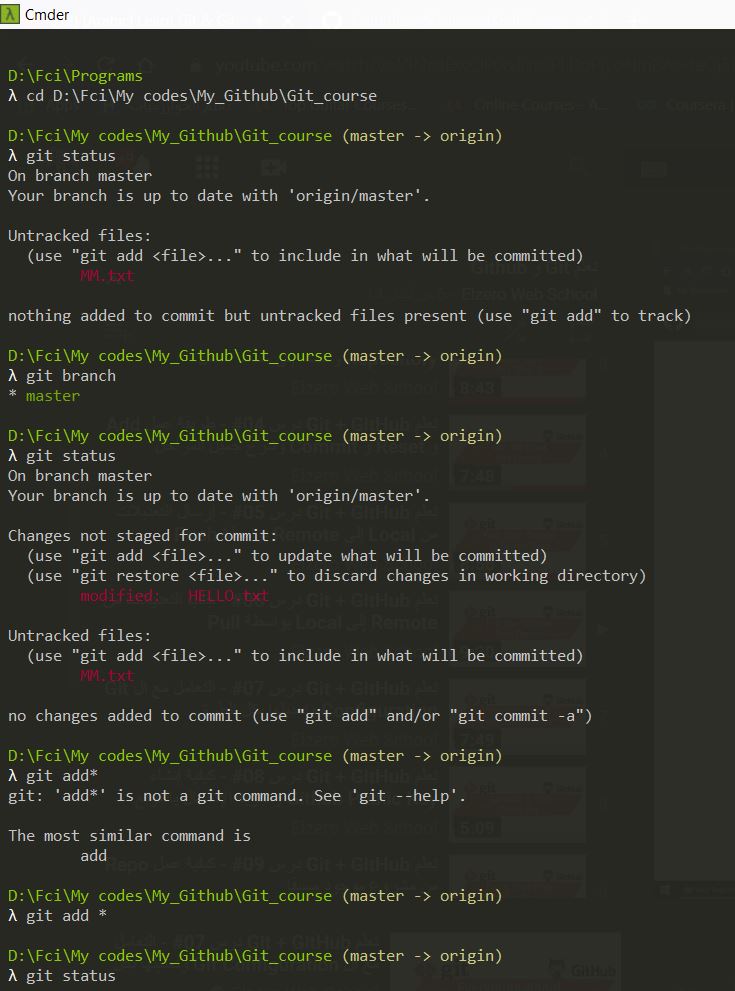 Cmder
D:\Fci\Programs
λ cd D:\Fci\My codes\My_Github\Git_course
D:\Fci\My codes\My_Github\Git_course (master -> origin)
λ git status
On branch master
Your branch is up to date with 'origin/master'.
Untracked files:
(use "git add <file>..." to include in what will be committed)
MM.txt
nothing added to commit but untracked files present (use "git add" to track)
D:\Fci\My codes\My_Github\Git_course (master -> origin)
λ git branch
* master
D:\Fci\My codes\My_Github\Git_course (master -> origin)
λ git status
On branch master
Your branch is up to date with 'origin/master'.
Changes not staged for commit:
(use "git add <file>..." to update what will be committed)
(use "git restore <file>..." to discard changes in working directory)
modified:   HELLO.txt
Untracked files:
(use "git add <file>..." to include in what will be committed)
MM.txt
no changes added to commit (use "git add" and/or "git commit -a")
D:\Fci\My codes\My_Github\Git_course (master -> origin)
λ git add*
git: 'add*' is not a git command. See 'git --help'.
The most similar command is
add
D:\Fci\My codes\My_Github\Git_course (master -> origin)
λ git add *
D:\Fci\My codes\My_Github\Git_course (master -> origin)
λ git status